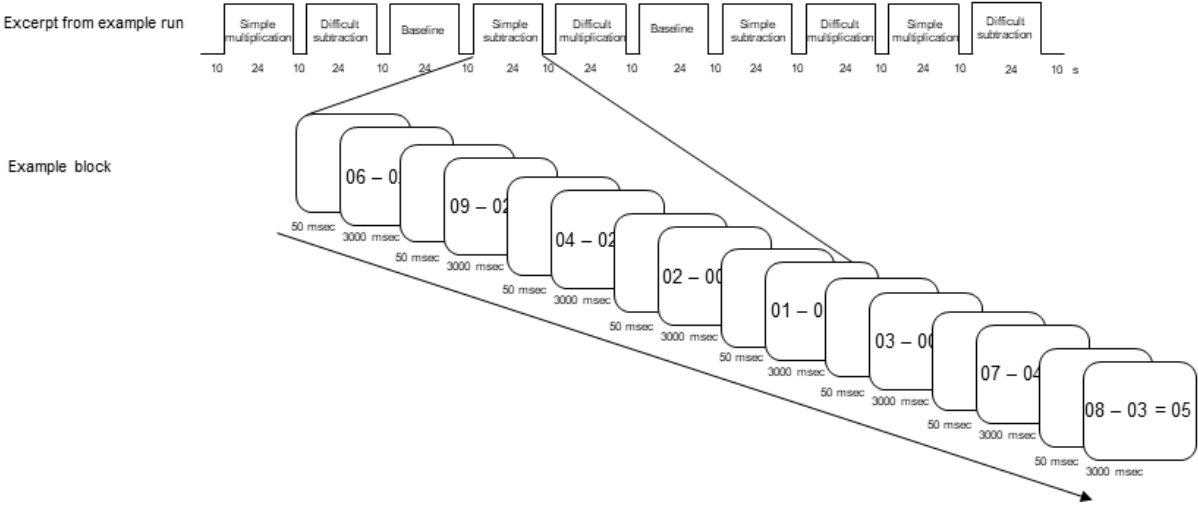 Excerpt from example run
Simple multiplication
Difficult subtraction
Baseline
Simple subtraction
Difficult multiplication
Baseline
Simple subtraction
Difficult multiplication
Simple multiplication
Difficult subtraction
10 24 10 24 10 24 10 24 10 24 10 24 10 24 10 24 10 24 10 24 10 s
Example block
50 msec
06 – 0
3000 msec
50 msec
09 – 02
3000 msec
50 msec
04 – 02
3000 msec
50 msec
02 – 00
3000 msec
50 msec
01 – 0
3000 msec
50 msec
03 – 00
3000 msec
50 msec
07 – 04
3000 msec
50 msec
08 – 03 = 05
3000 msec